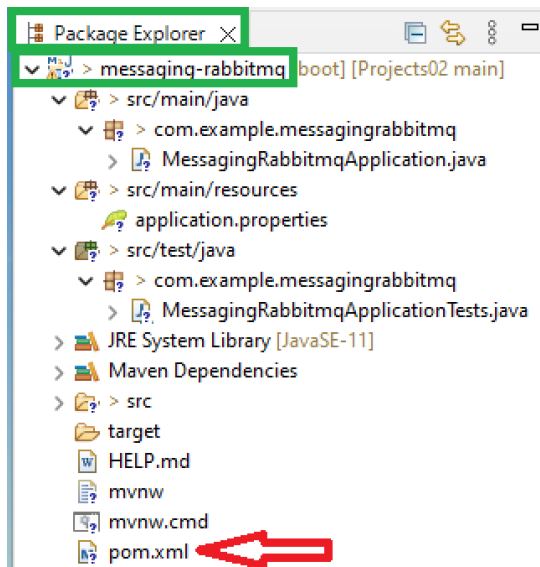 Package Explorer
> messaging-rabbitmq [boot] [Projects02 main]
> src/main/java
> com.example.messagingrabbitmq
MessagingRabbitmqApplication.java
> src/main/resources
application.properties
> src/test/java
> com.example.messagingrabbitmq
MessagingRabbitmqApplicationTests.java
JRE System Library [JavaSE-11]
Maven Dependencies
> src
target
HELP.md
mvnw
mvnw.cmd
pom.xml